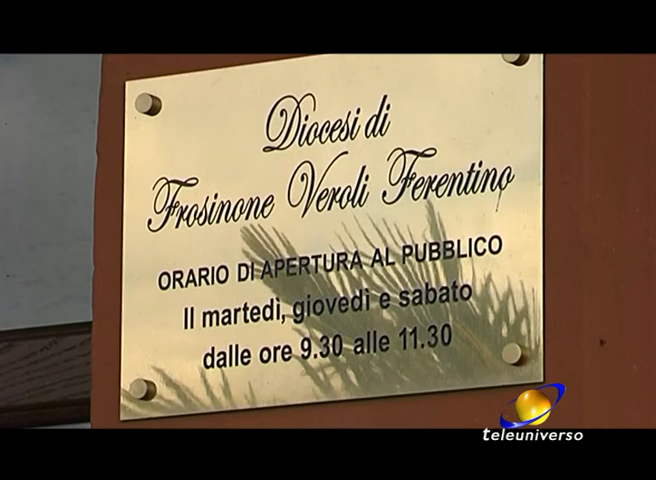 Diocesi di
Frosinone Veroli Ferentino
ORARIO DI APERTURA AL PUBBLICO
Il martedì, giovedì e sabato
dalle ore 9.30 alle 11.30
teleuniverso